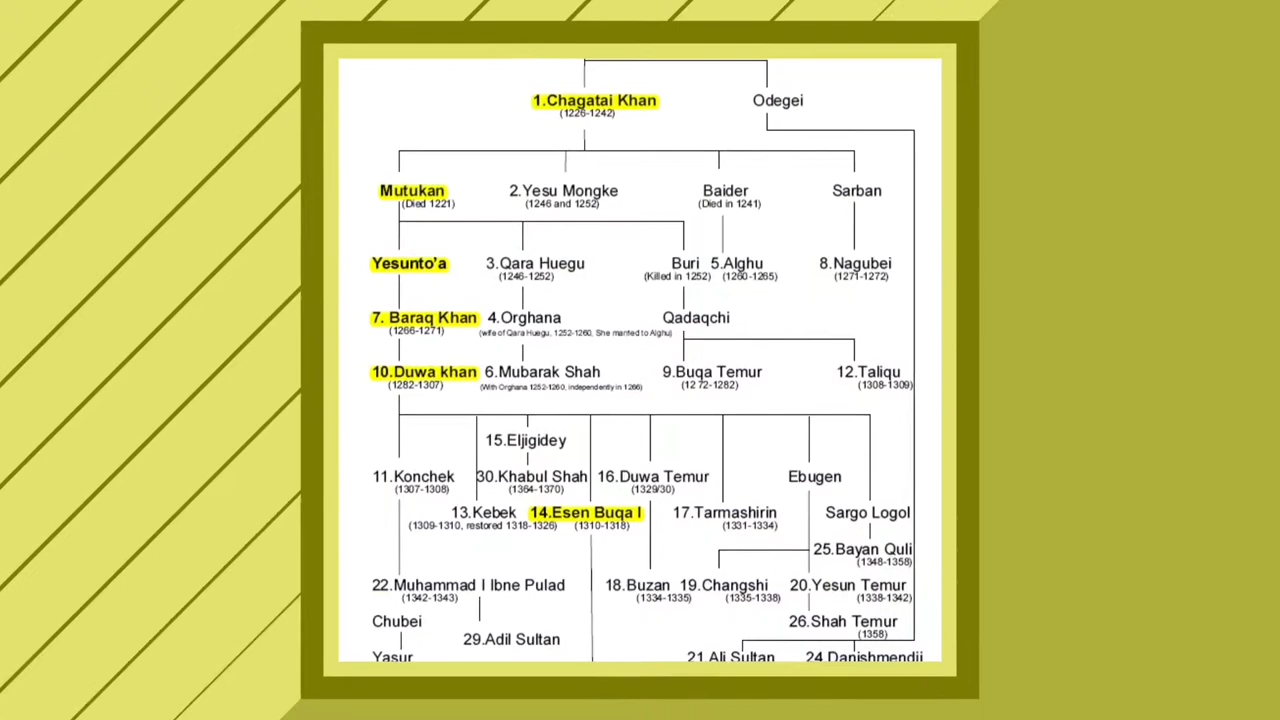 1.Chagatai Khan Odegei
(1226-1242)
Mutukan 2.Yesu Mongke Baider Sarban
(Died 1221) (1246 and 1252) (Died in 1241)
Yesunto'a 3.Qara Huegu Buri 5.Alghu 8.Nagubei
(1246-1252) (Killed in 1252) (1260-1265) (1271-1272)
7. Baraq Khan 4.Orghana Qadaqchi
(1266-1271) (wife of Qara Huegu, 1252-1260, She married to Alghu)
10.Duwa khan 6.Mubarak Shah 9.Buqa Temur 12.Taliqu
(1282-1307) (With Orghana 1252-1260, independently in 1266) (1272-1282) (1308-1309)
15.Eljigidey
11.Konchek 30.Khabul Shah 16.Duwa Temur Ebugen
(1307-1308) (1364-1370) (1329/30)
13.Kebek 14.Esen Buqa I 17.Tarmashirin Sargo Logol
(1309-1310, restored 1318-1326) (1310-1318) (1331-1334)
25.Bayan Quli
(1348-1358)
22.Muhammad I Ibne Pulad 18.Buzan 19.Changshi 20.Yesun Temur
(1342-1343) (1334-1335) (1335-1338) (1338-1342)
Chubei 26.Shah Temur
(1358)
29.Adil Sultan
Yasur 21 Ali Sultan 24 Danishmendji